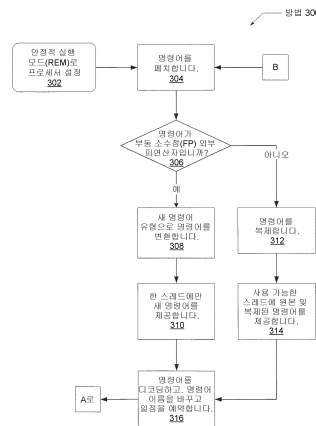 방법 300
안정적 실행
모드(REM)로
프로세서 설정
302
명령어를
페치합니다.
304
B
명령어가
부동 소수점(FP) 외부
피연산자입니까?
306
아니오
예
새 명령어
유형으로 명령어를
변환합니다.
308
명령어를
복제합니다.
312
한 스레드에만
새 명령어를
제공합니다.
310
사용 가능한
스레드에 원본 및
복제된 명령어를
제공합니다.
314
명령어를
디코딩하고, 명령어
이름을 바꾸고
일정을 예약합니다.
316
A로